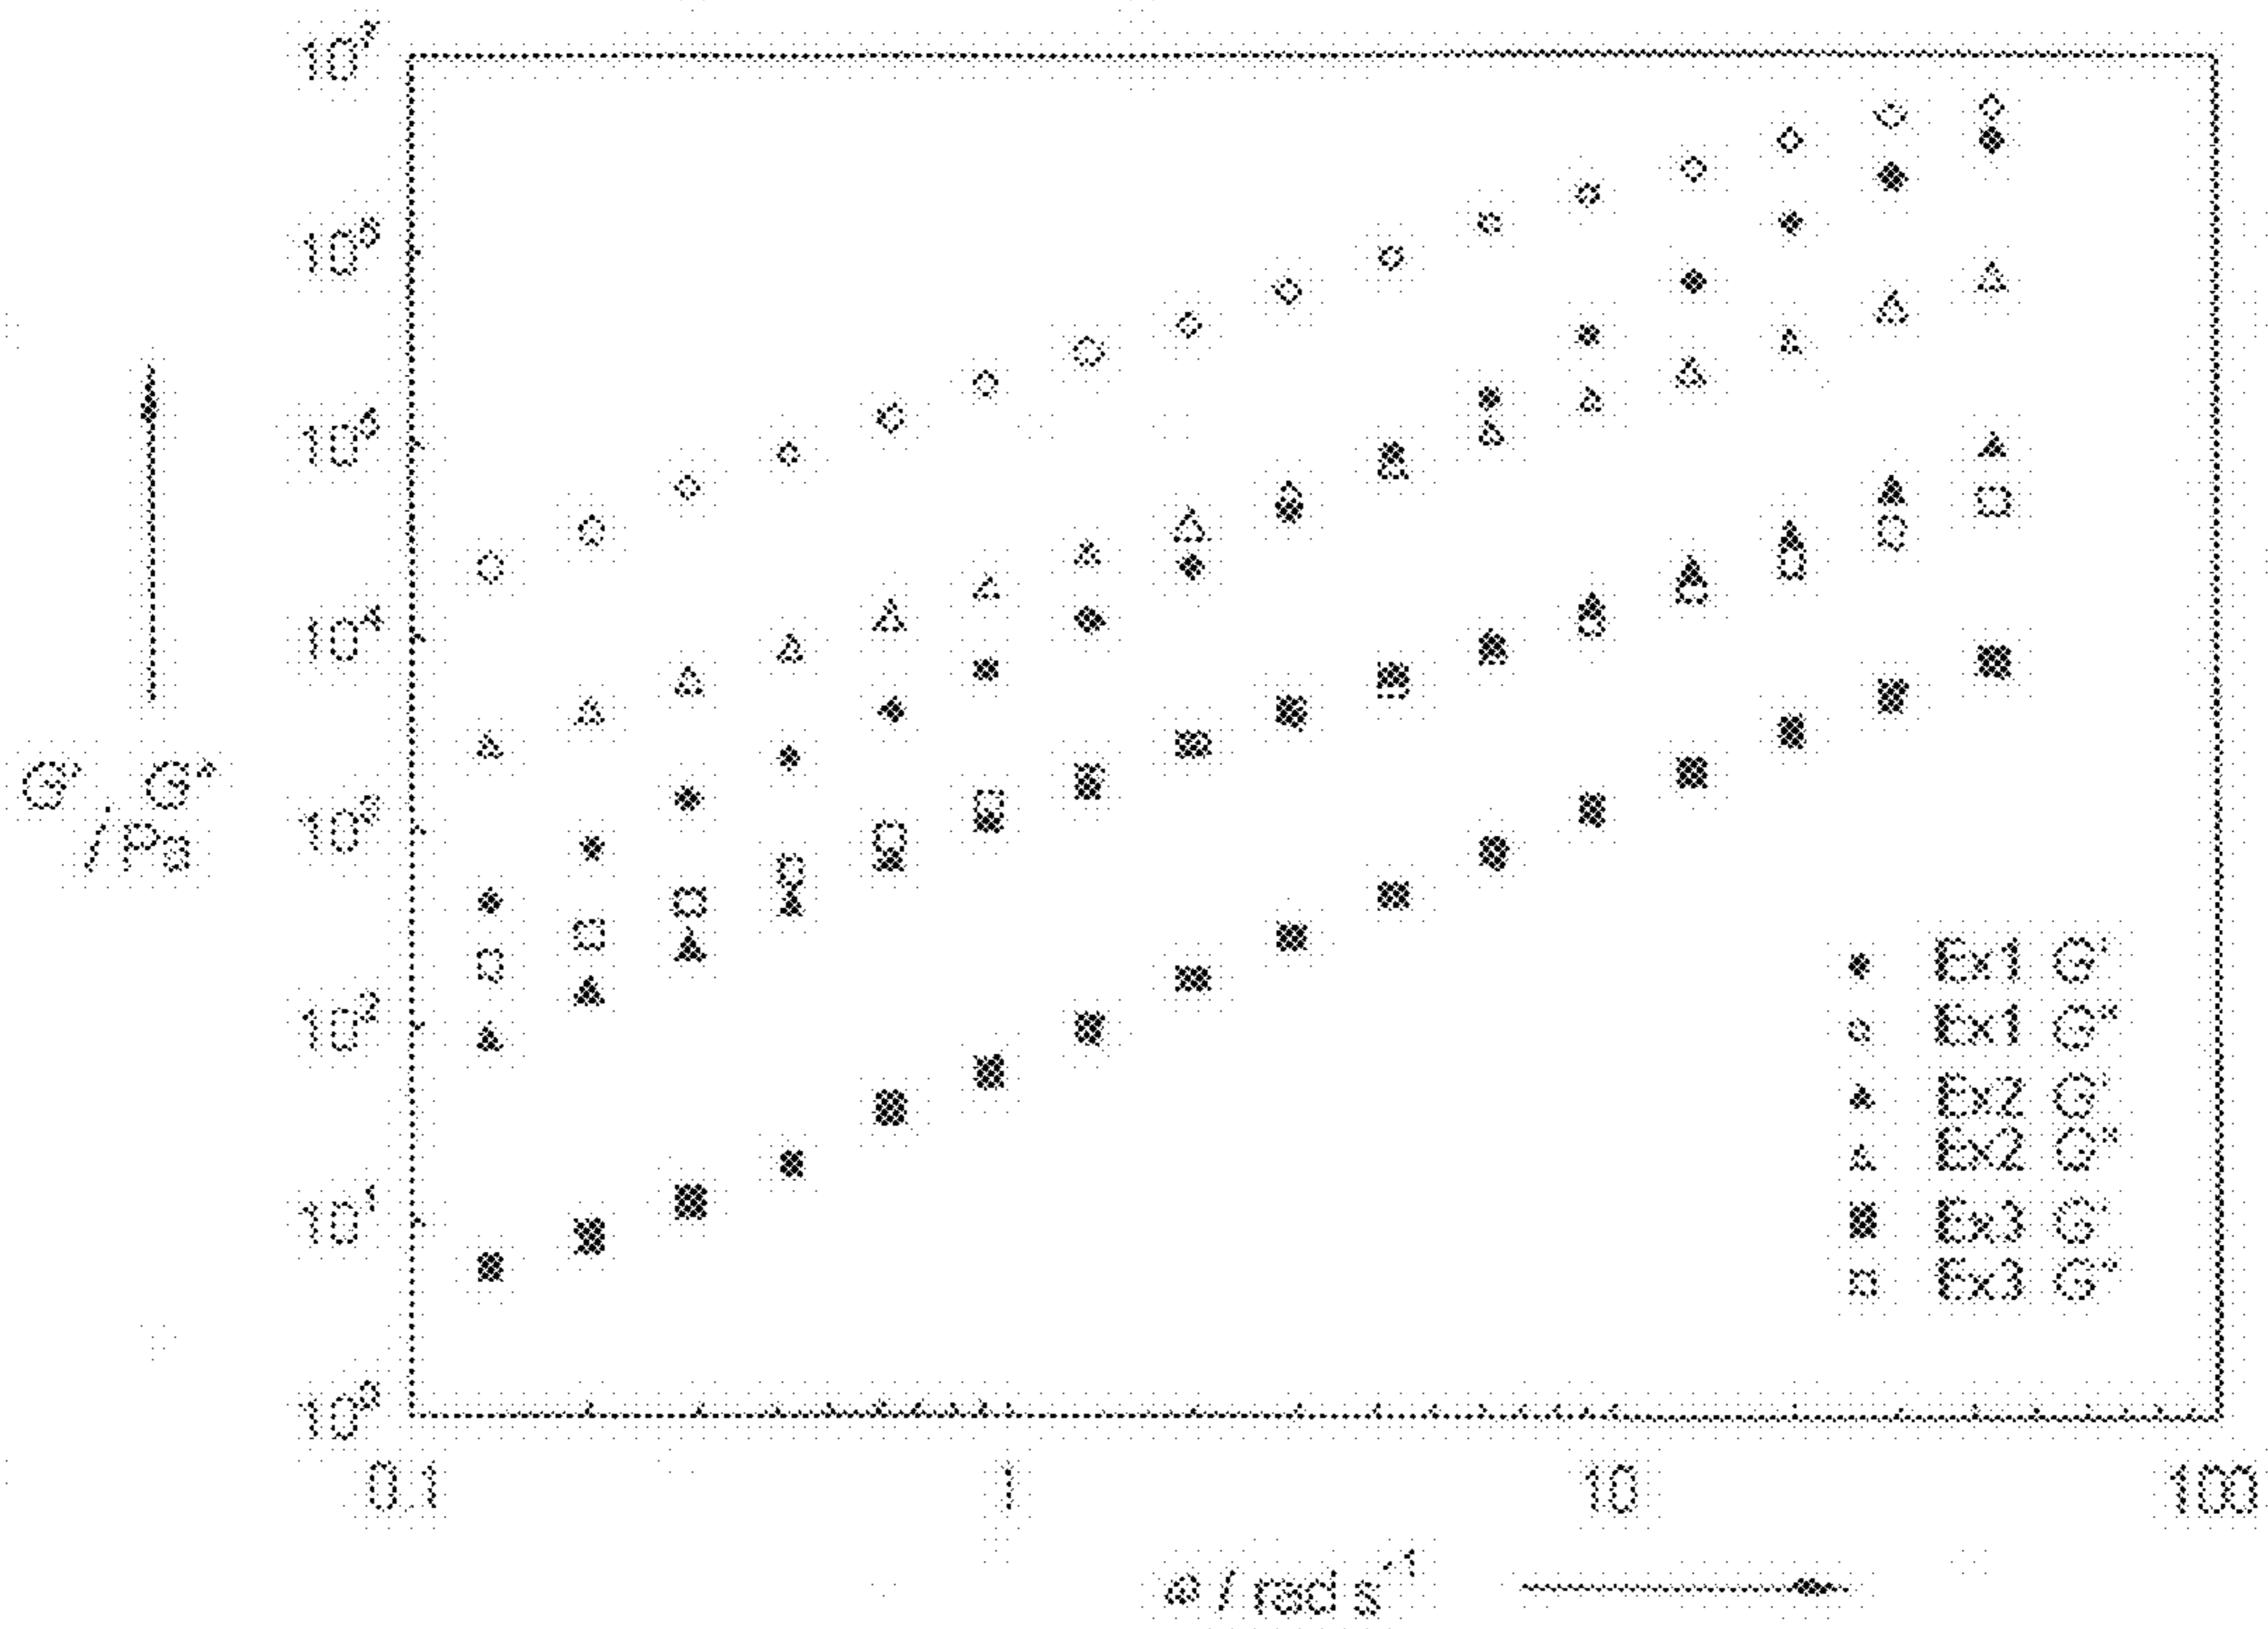 10⁷
10⁶
10⁵
10⁴
10³
10²
10¹
10⁰
G' G"
/ Pa
0.1 1 10 100
ω / rad s⁻¹
Ex1 G'
Ex1 G"
Ex2 G'
Ex2 G"
Ex3 G'
Ex3 G"